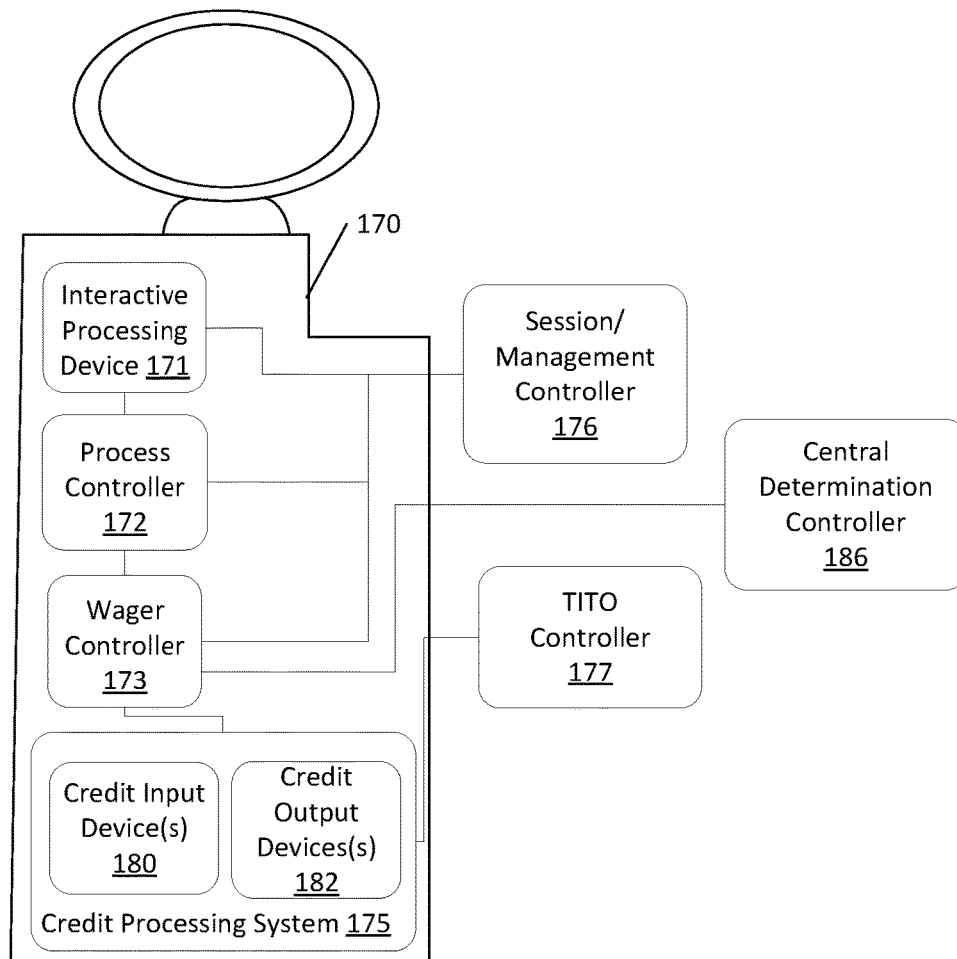 170
Interactive
Processing
Device 171
Session/
Management
Controller
176
Process
Controller
172
Central
Determination
Controller
186
Wager
Controller
173
TITO
Controller
177
Credit Input
Device(s)
180
Credit
Output
Devices(s)
182
Credit Processing System 175